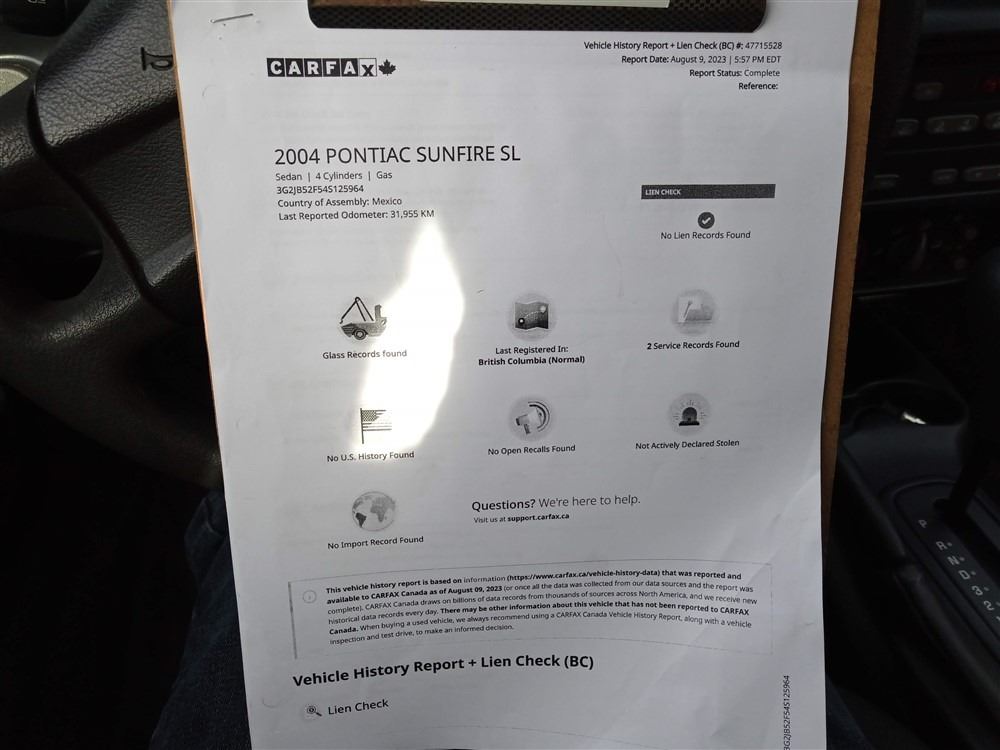 Vehicle History Report + Lien Check (BC) #: 47715528
Report Date: August 9, 2023 | 5:57 PM EDT
Report Status: Complete
Reference:
CARFAX
2004 PONTIAC SUNFIRE SL
Sedan | 4 Cylinders | Gas
3G2JB52F54S125964
Country of Assembly: Mexico
Last Reported Odometer: 31,955 KM
LIEN CHECK
No Lien Records Found
Glass Records found
Last Registered In:
British Columbia (Normal)
2 Service Records Found
No U.S. History Found
No Open Recalls Found
Not Actively Declared Stolen
No Import Record Found
Questions? We're here to help.
Visit us at support.carfax.ca
This vehicle history report is based on information (https://www.carfax.ca/vehicle-history-data) that was reported and
available to CARFAX Canada as of August 09, 2023 (or once all the data was collected from our data sources and the report was
complete). CARFAX Canada draws on billions of data records from thousands of sources across North America, and we receive new
historical data records every day. There may be other information about this vehicle that has not been reported to CARFAX
Canada. When buying a used vehicle, we always recommend using a CARFAX Canada Vehicle History Report, along with a vehicle
inspection and test drive, to make an informed decision.
Vehicle History Report + Lien Check (BC)
Lien Check
3G2JB52F54S125964
P
R
N
D
3
2